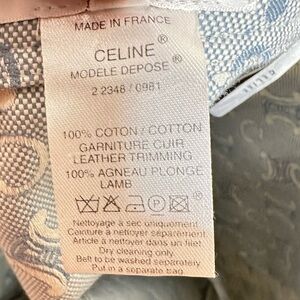 MADE IN FRANCE
CELINE®
MODELE DEPOSE®
2 2348 / 0981
100% COTON / COTTON
GARNITURE CUIR
LEATHER TRIMMING
100% AGNEAU PLONGE
LAMB
Nettoyage a sec uniquement
Ceinture a nettoyer séparement
Article a nettoyer dans un filet
Dry cleaning only
Belt to be washed separately
Put in a separate bag